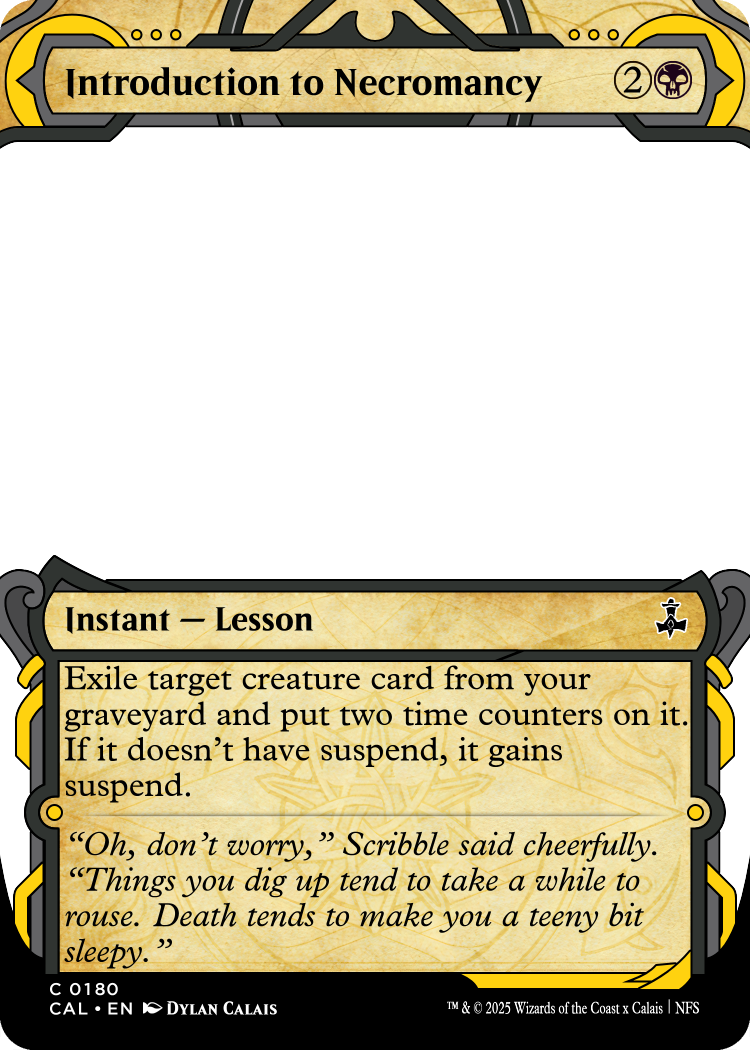 Introduction to Necromancy 2
Instant — Lesson
Exile target creature card from your
graveyard and put two time counters on it.
If it doesn’t have suspend, it gains
suspend.
“Oh, don’t worry,” Scribble said cheerfully.
“Things you dig up tend to take a while to
rouse. Death tends to make you a teeny bit
sleepy.”
C 0180
CAL • EN DYLAN CALAIS
™ & © 2025 Wizards of the Coast x Calais | NFS